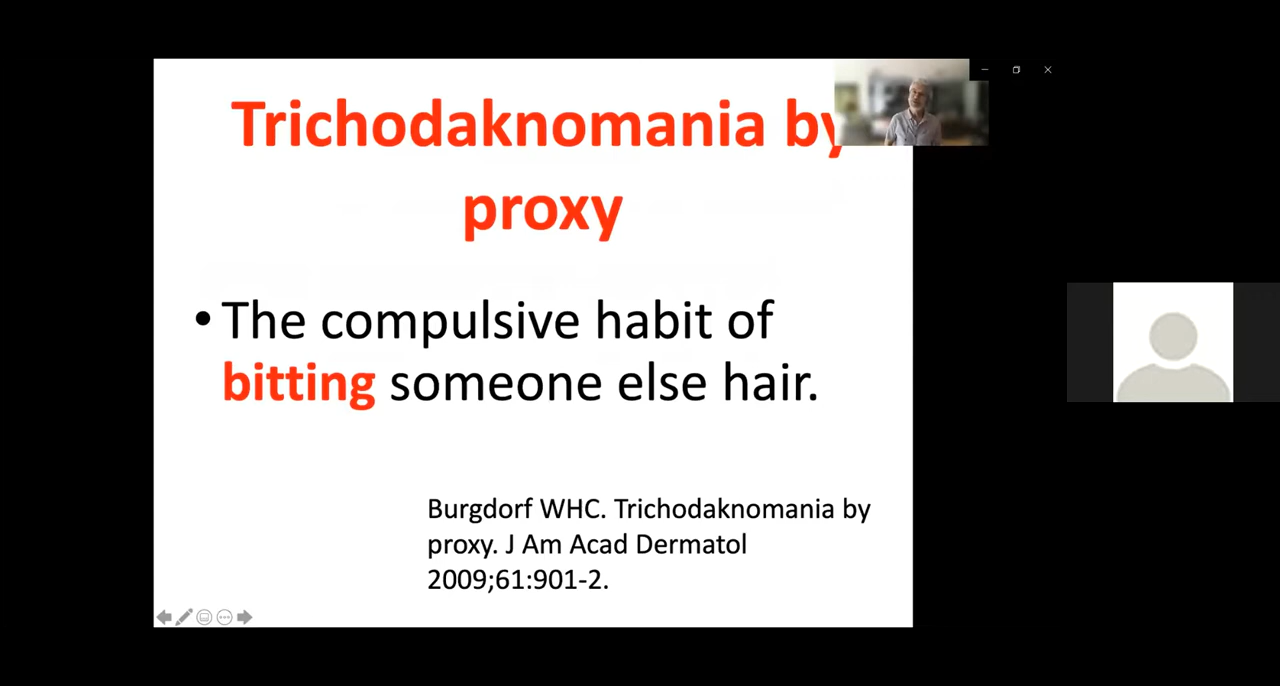 Trichodaknomania by
proxy
• The compulsive habit of
bitting someone else hair.
Burgdorf WHC. Trichodaknomania by
proxy. J Am Acad Dermatol
2009;61:901-2.